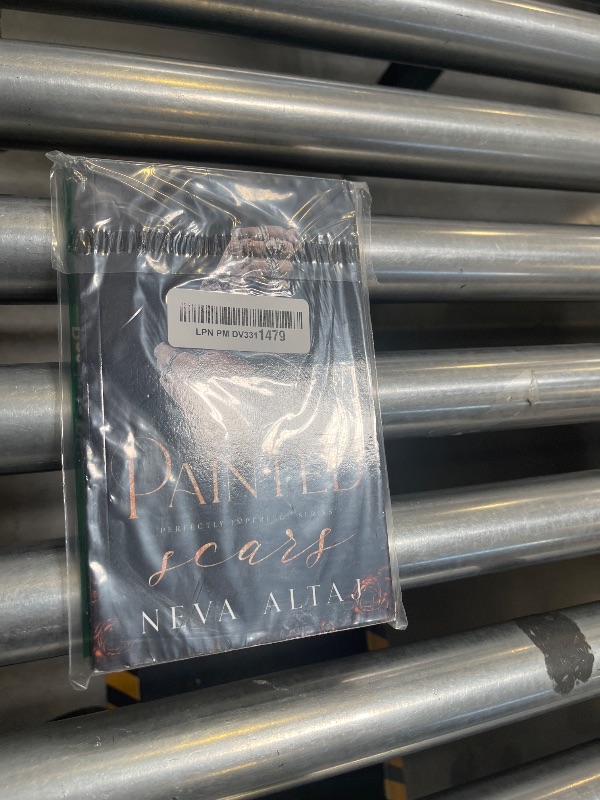 LPN PM DV3311479
PAINTED
PERFECTLY IMPERFECT SERIES
scars
NEVA ALTAJ